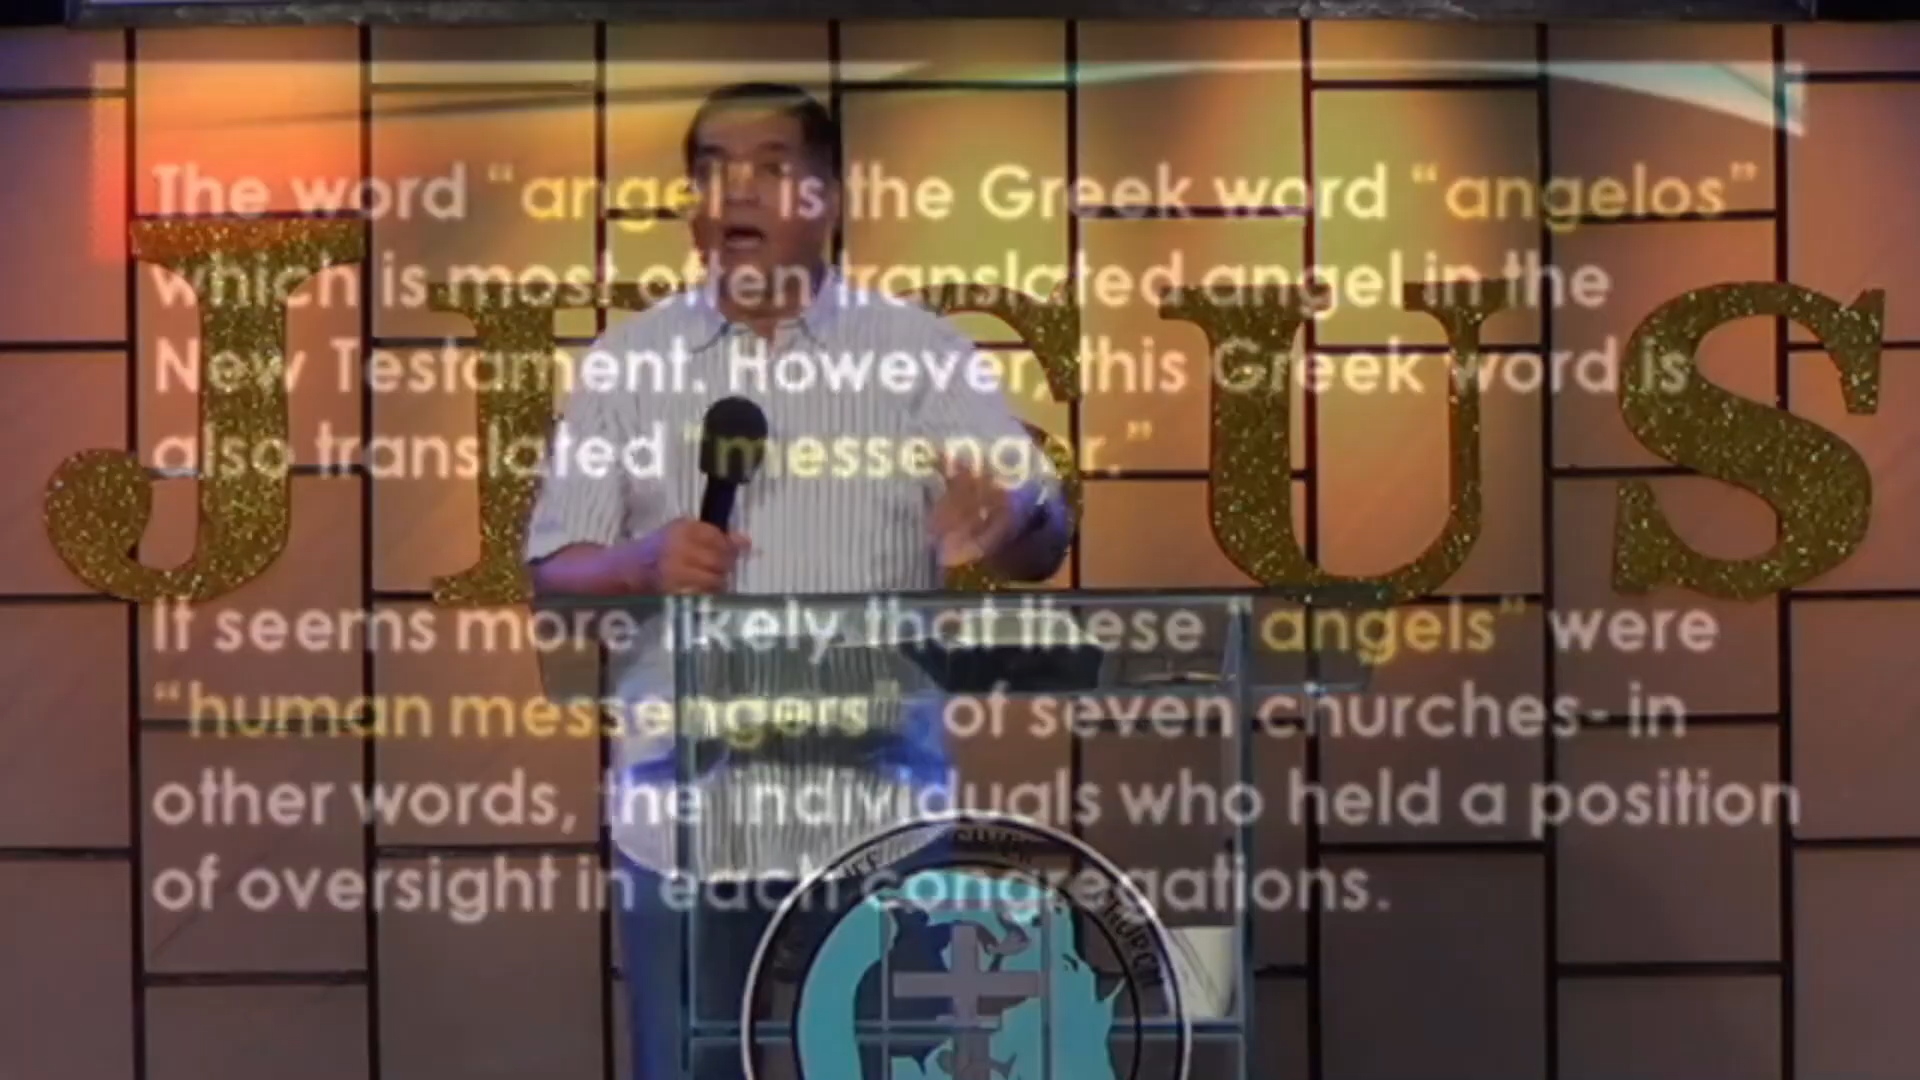 The word “angel” is the Greek word “angelos”
which is most often translated angel in the
New Testament. However, this Greek word is
also translated “messenger.”
It seems more likely that these “angels” were
“human messengers” of seven churches- in
other words, the individuals who held a position
of oversight in each congregations.
JESUS
CHURCH